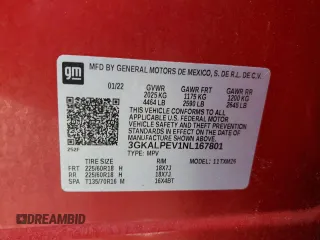 gm
MFD BY GENERAL MOTORS DE MEXICO, S. DE R.L. DE C.V.
01/22 GVWR GAWR FRT GAWR RR
2025 KG 1175 KG 1200 KG
4464 LB 2590 LB 2646 LB
THIS VEHICLE CONFORMS TO ALL APPLICABLE
U.S. FEDERAL MOTOR VEHICLE SAFETY, BUMPER,
AND THEFT PREVENTION STANDARDS IN EFFECT
ON THE DATE OF MANUFACTURE SHOWN ABOVE.
3GKALPEV1NL167801
TYPE: MPV MODEL: 11TXM26
TIRE SIZE RIM
FRT 225/60R18 H 18X7J
RR 225/60R18 H 18X7J
SPA T135/70R16 M 16X4BT
AUTOBIDMAP